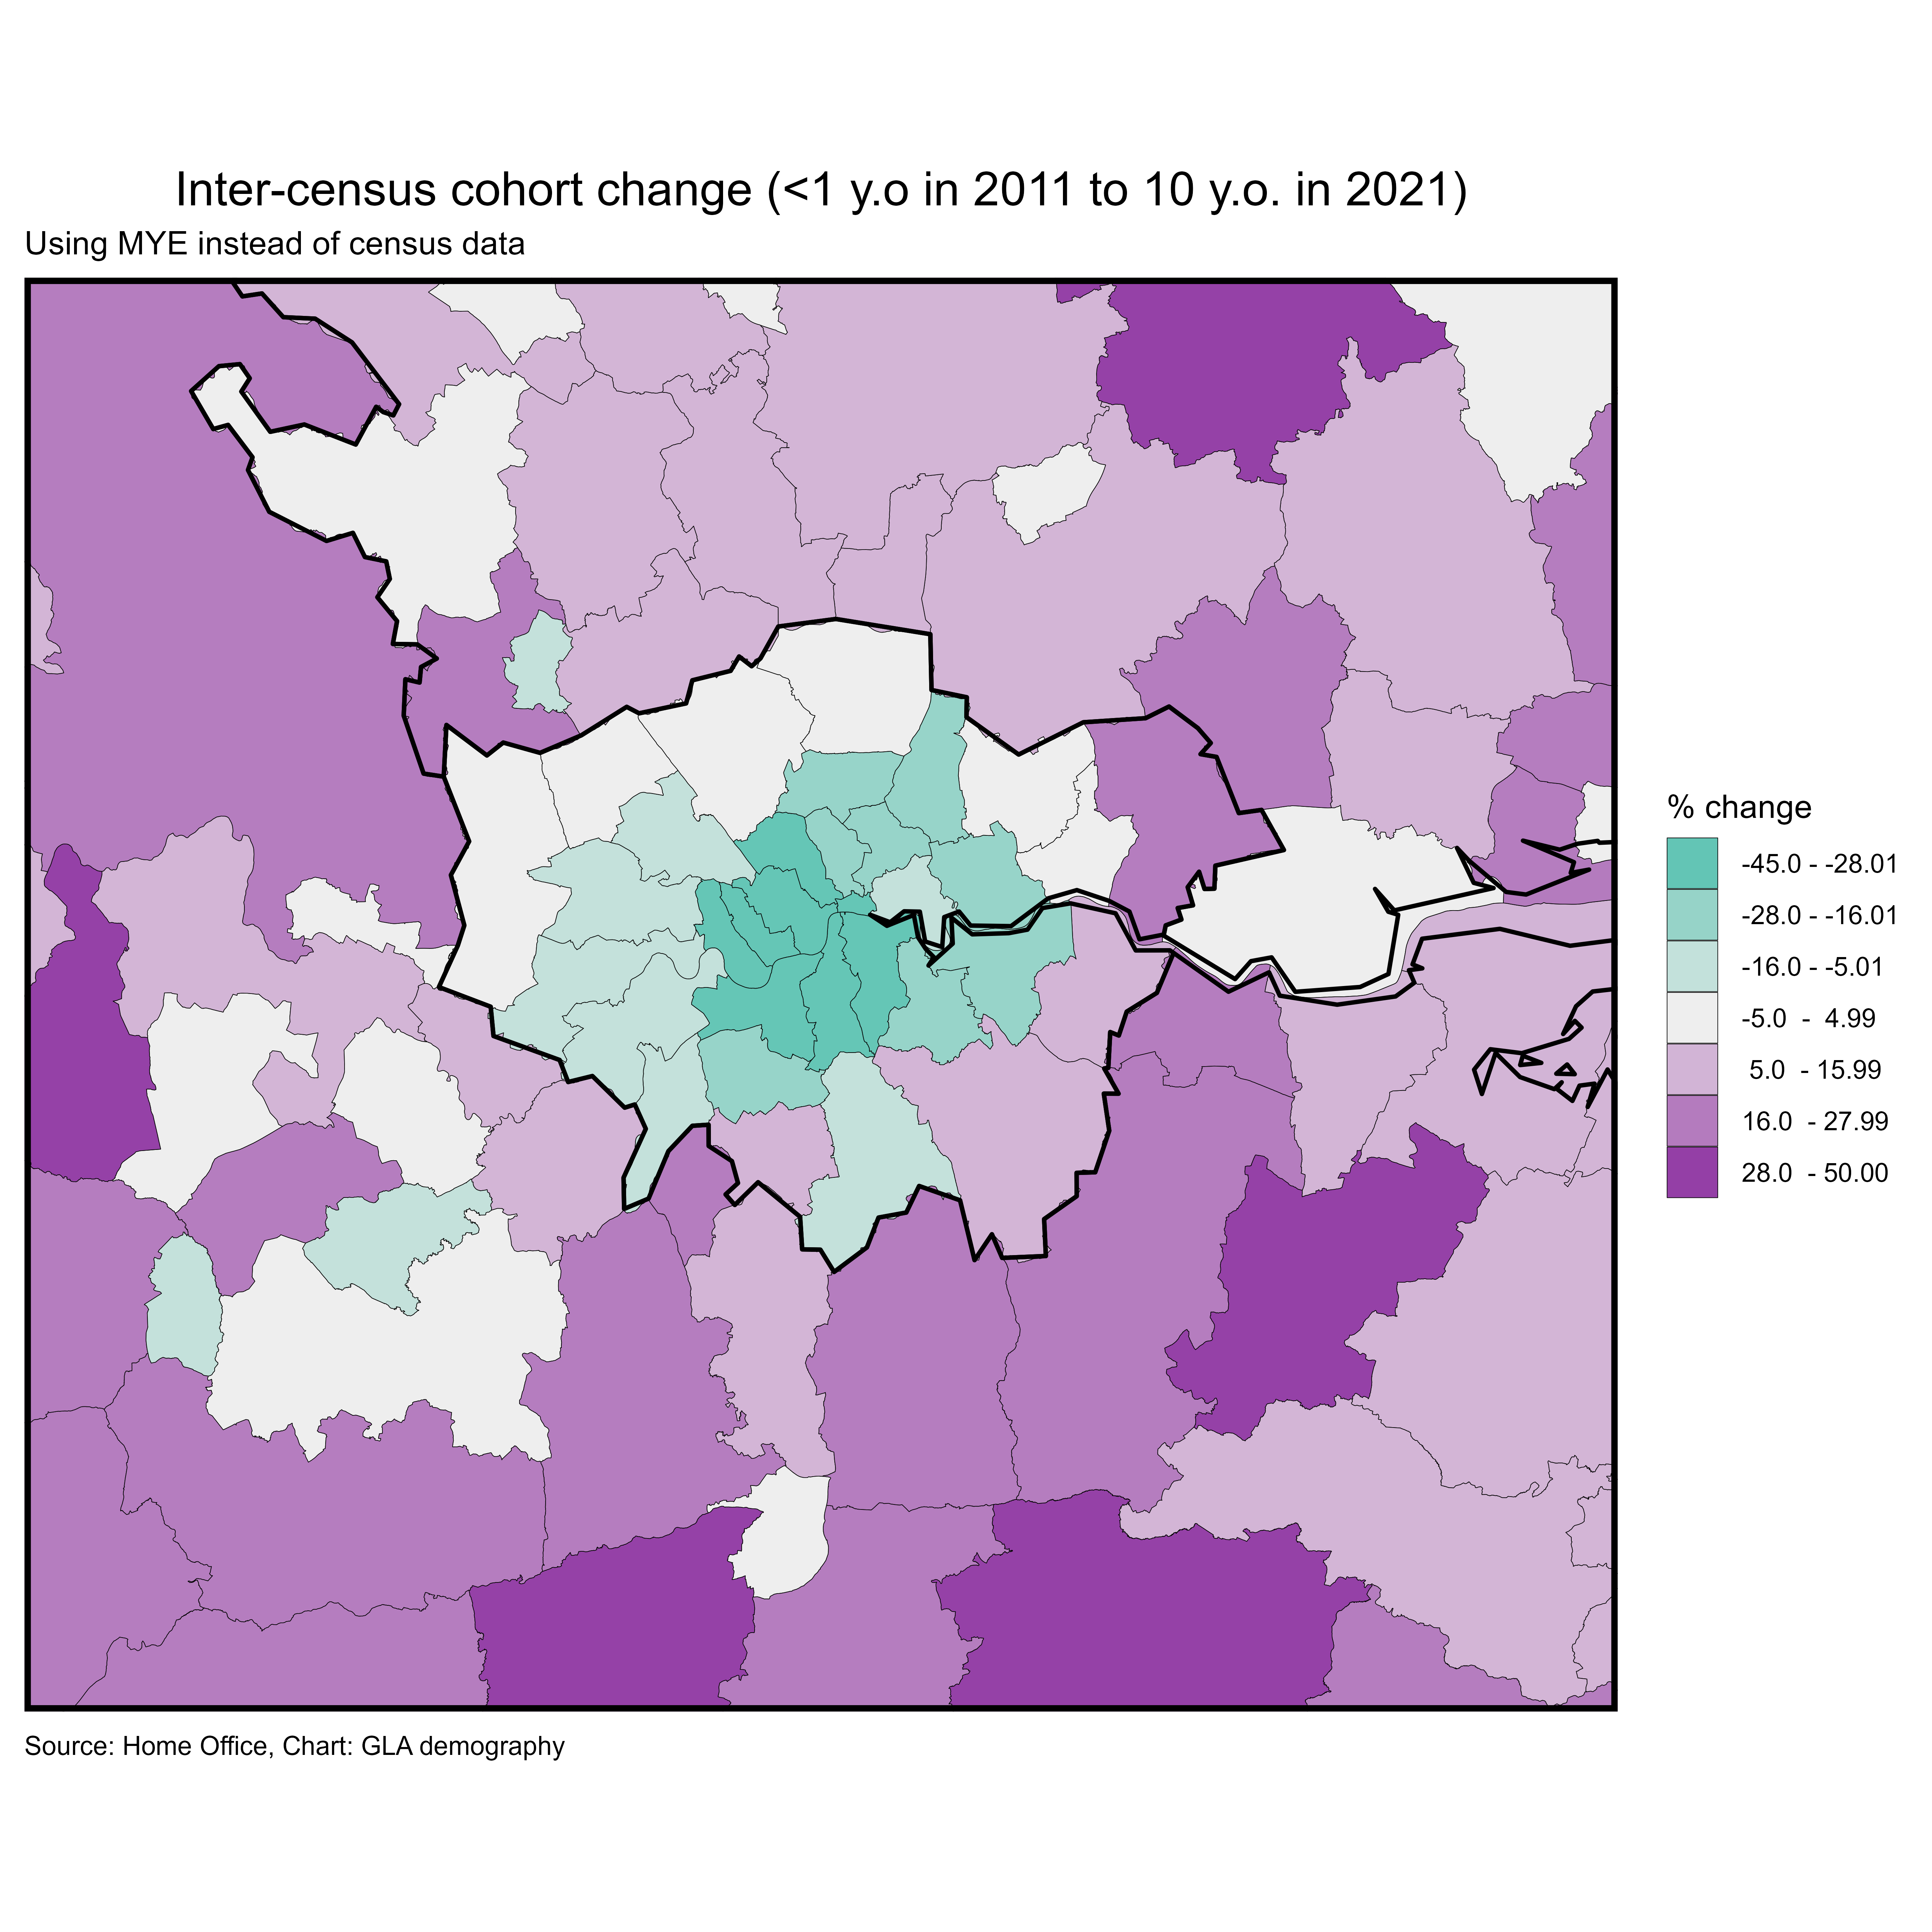 Inter-census cohort change (<1 y.o in 2011 to 10 y.o. in 2021)
Using MYE instead of census data
% change
-45.0 - -28.01
-28.0 - -16.01
-16.0 - -5.01
-5.0 - 4.99
5.0 - 15.99
16.0 - 27.99
28.0 - 50.00
Source: Home Office, Chart: GLA demography